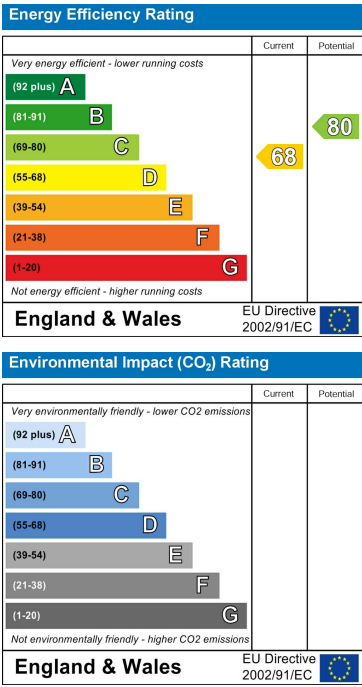 Energy Efficiency Rating
Current Potential
Very energy efficient - lower running costs
(92 plus) A
(81-91) B
(69-80) C
(55-68) D
(39-54) E
(21-38) F
(1-20) G
68
80
Not energy efficient - higher running costs
England & Wales
EU Directive
2002/91/EC
Environmental Impact (CO₂) Rating
Current Potential
Very environmentally friendly - lower CO2 emissions
(92 plus) A
(81-91) B
(69-80) C
(55-68) D
(39-54) E
(21-38) F
(1-20) G
Not environmentally friendly - higher CO2 emissions
England & Wales
EU Directive
2002/91/EC